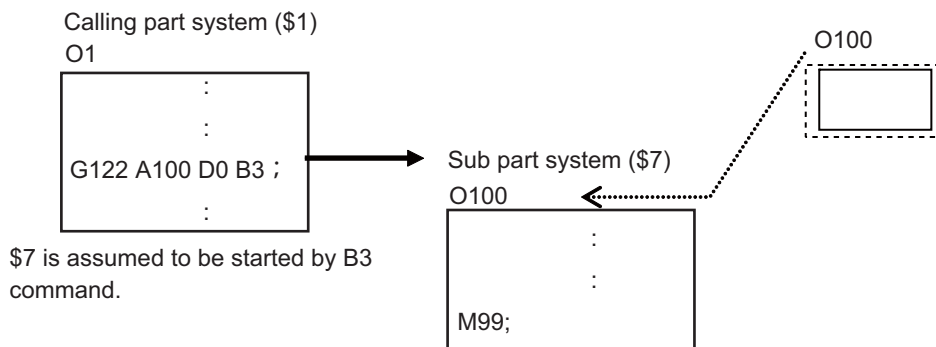 Calling part system ($1)
O1
:
:
G122 A100 D0 B3 ;
:
$7 is assumed to be started by B3
command.
O100
Sub part system ($7)
O100
:
:
M99;